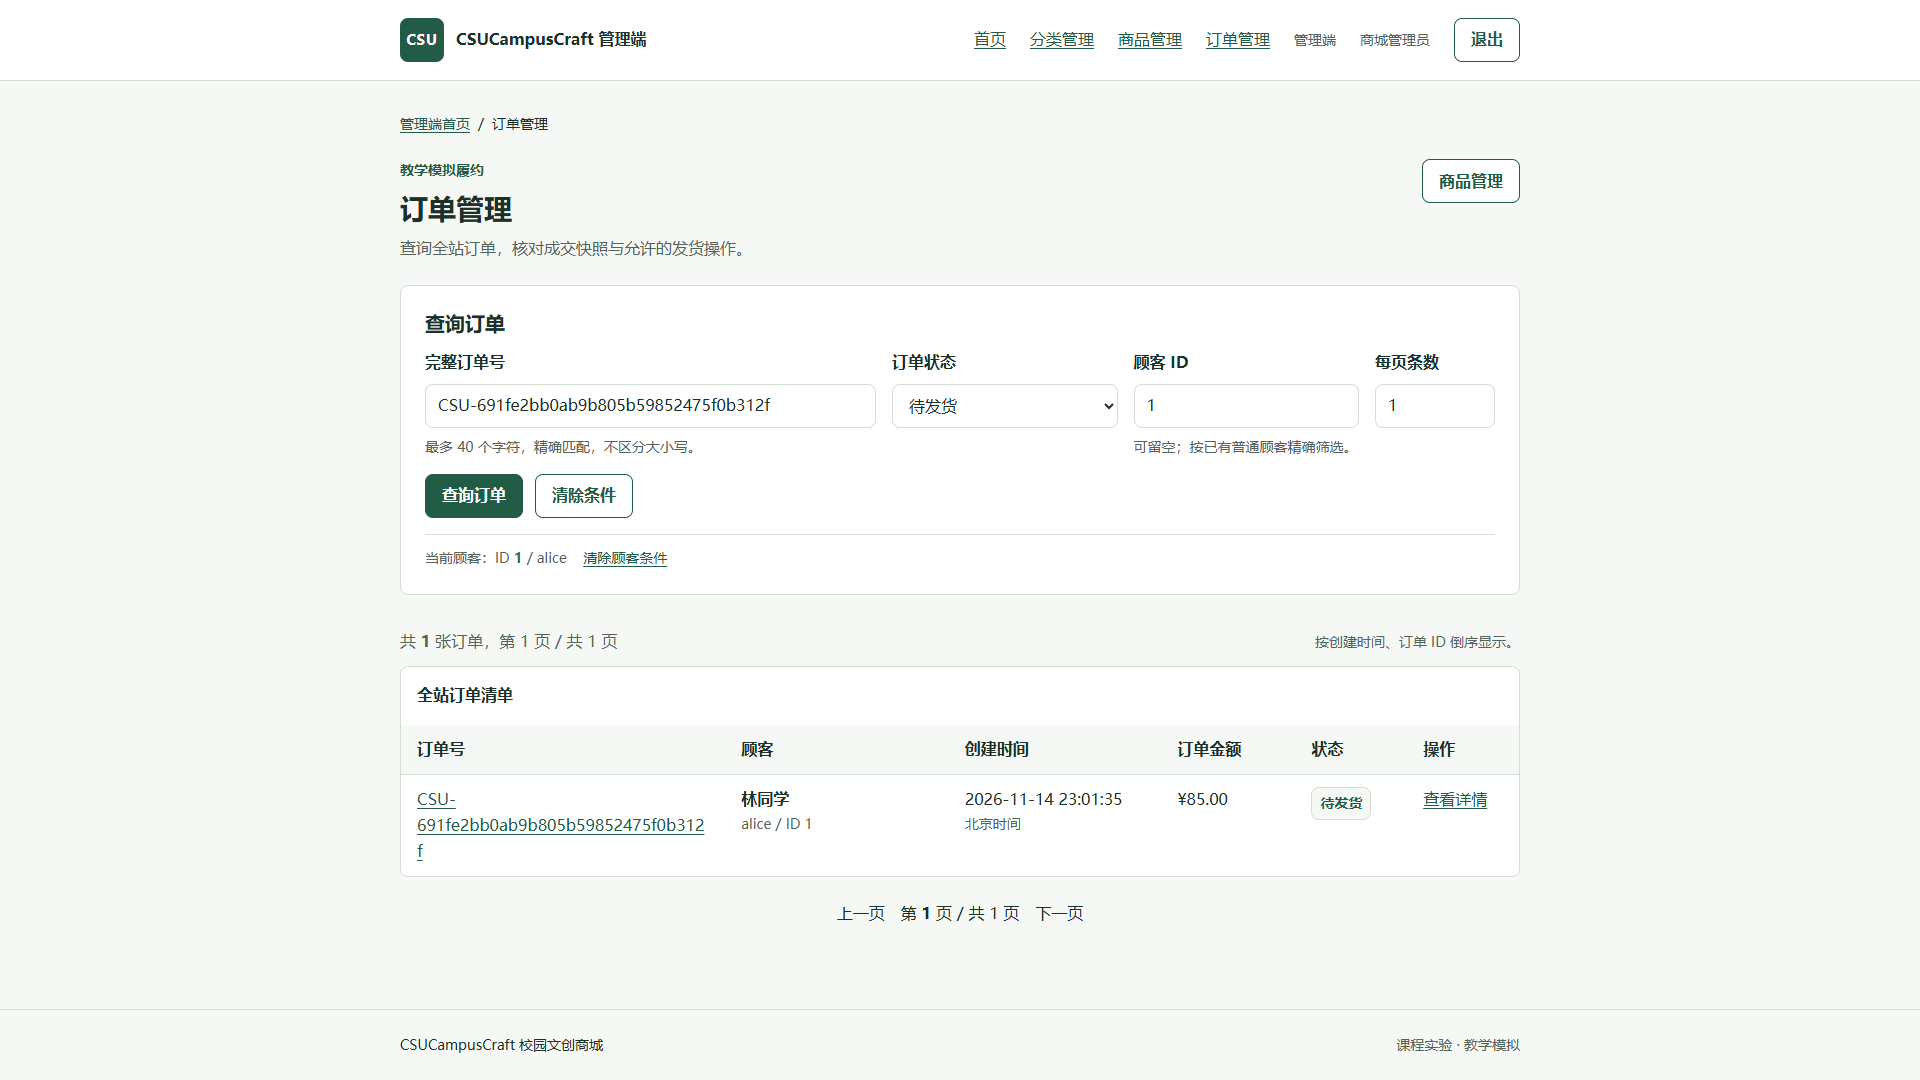 CSU CSUCampusCraft 管理端 首页 分类管理 商品管理 订单管理 管理端 商城管理员 退出
管理端首页 / 订单管理
教学模拟履约
订单管理
商品管理
查询全站订单，核对成交快照与允许的发货操作。
查询订单
完整订单号 订单状态 顾客 ID 每页条数
CSU-691fe2bb0ab9b805b59852475f0b312f 待发货 1 1
最多 40 个字符，精确匹配，不区分大小写。 可留空；按已有普通顾客精确筛选。
查询订单 清除条件
当前顾客：ID 1 / alice 清除顾客条件
共 1 张订单，第 1 页 / 共 1 页 按创建时间、订单 ID 倒序显示。
全站订单清单
订单号 顾客 创建时间 订单金额 状态 操作
CSU- 林同学 2026-11-14 23:01:35 ¥85.00 待发货 查看详情
691fe2bb0ab9b805b59852475f0b312 alice / ID 1 北京时间
f
上一页 第 1 页 / 共 1 页 下一页
CSUCampusCraft 校园文创商城 课程实验 · 教学模拟